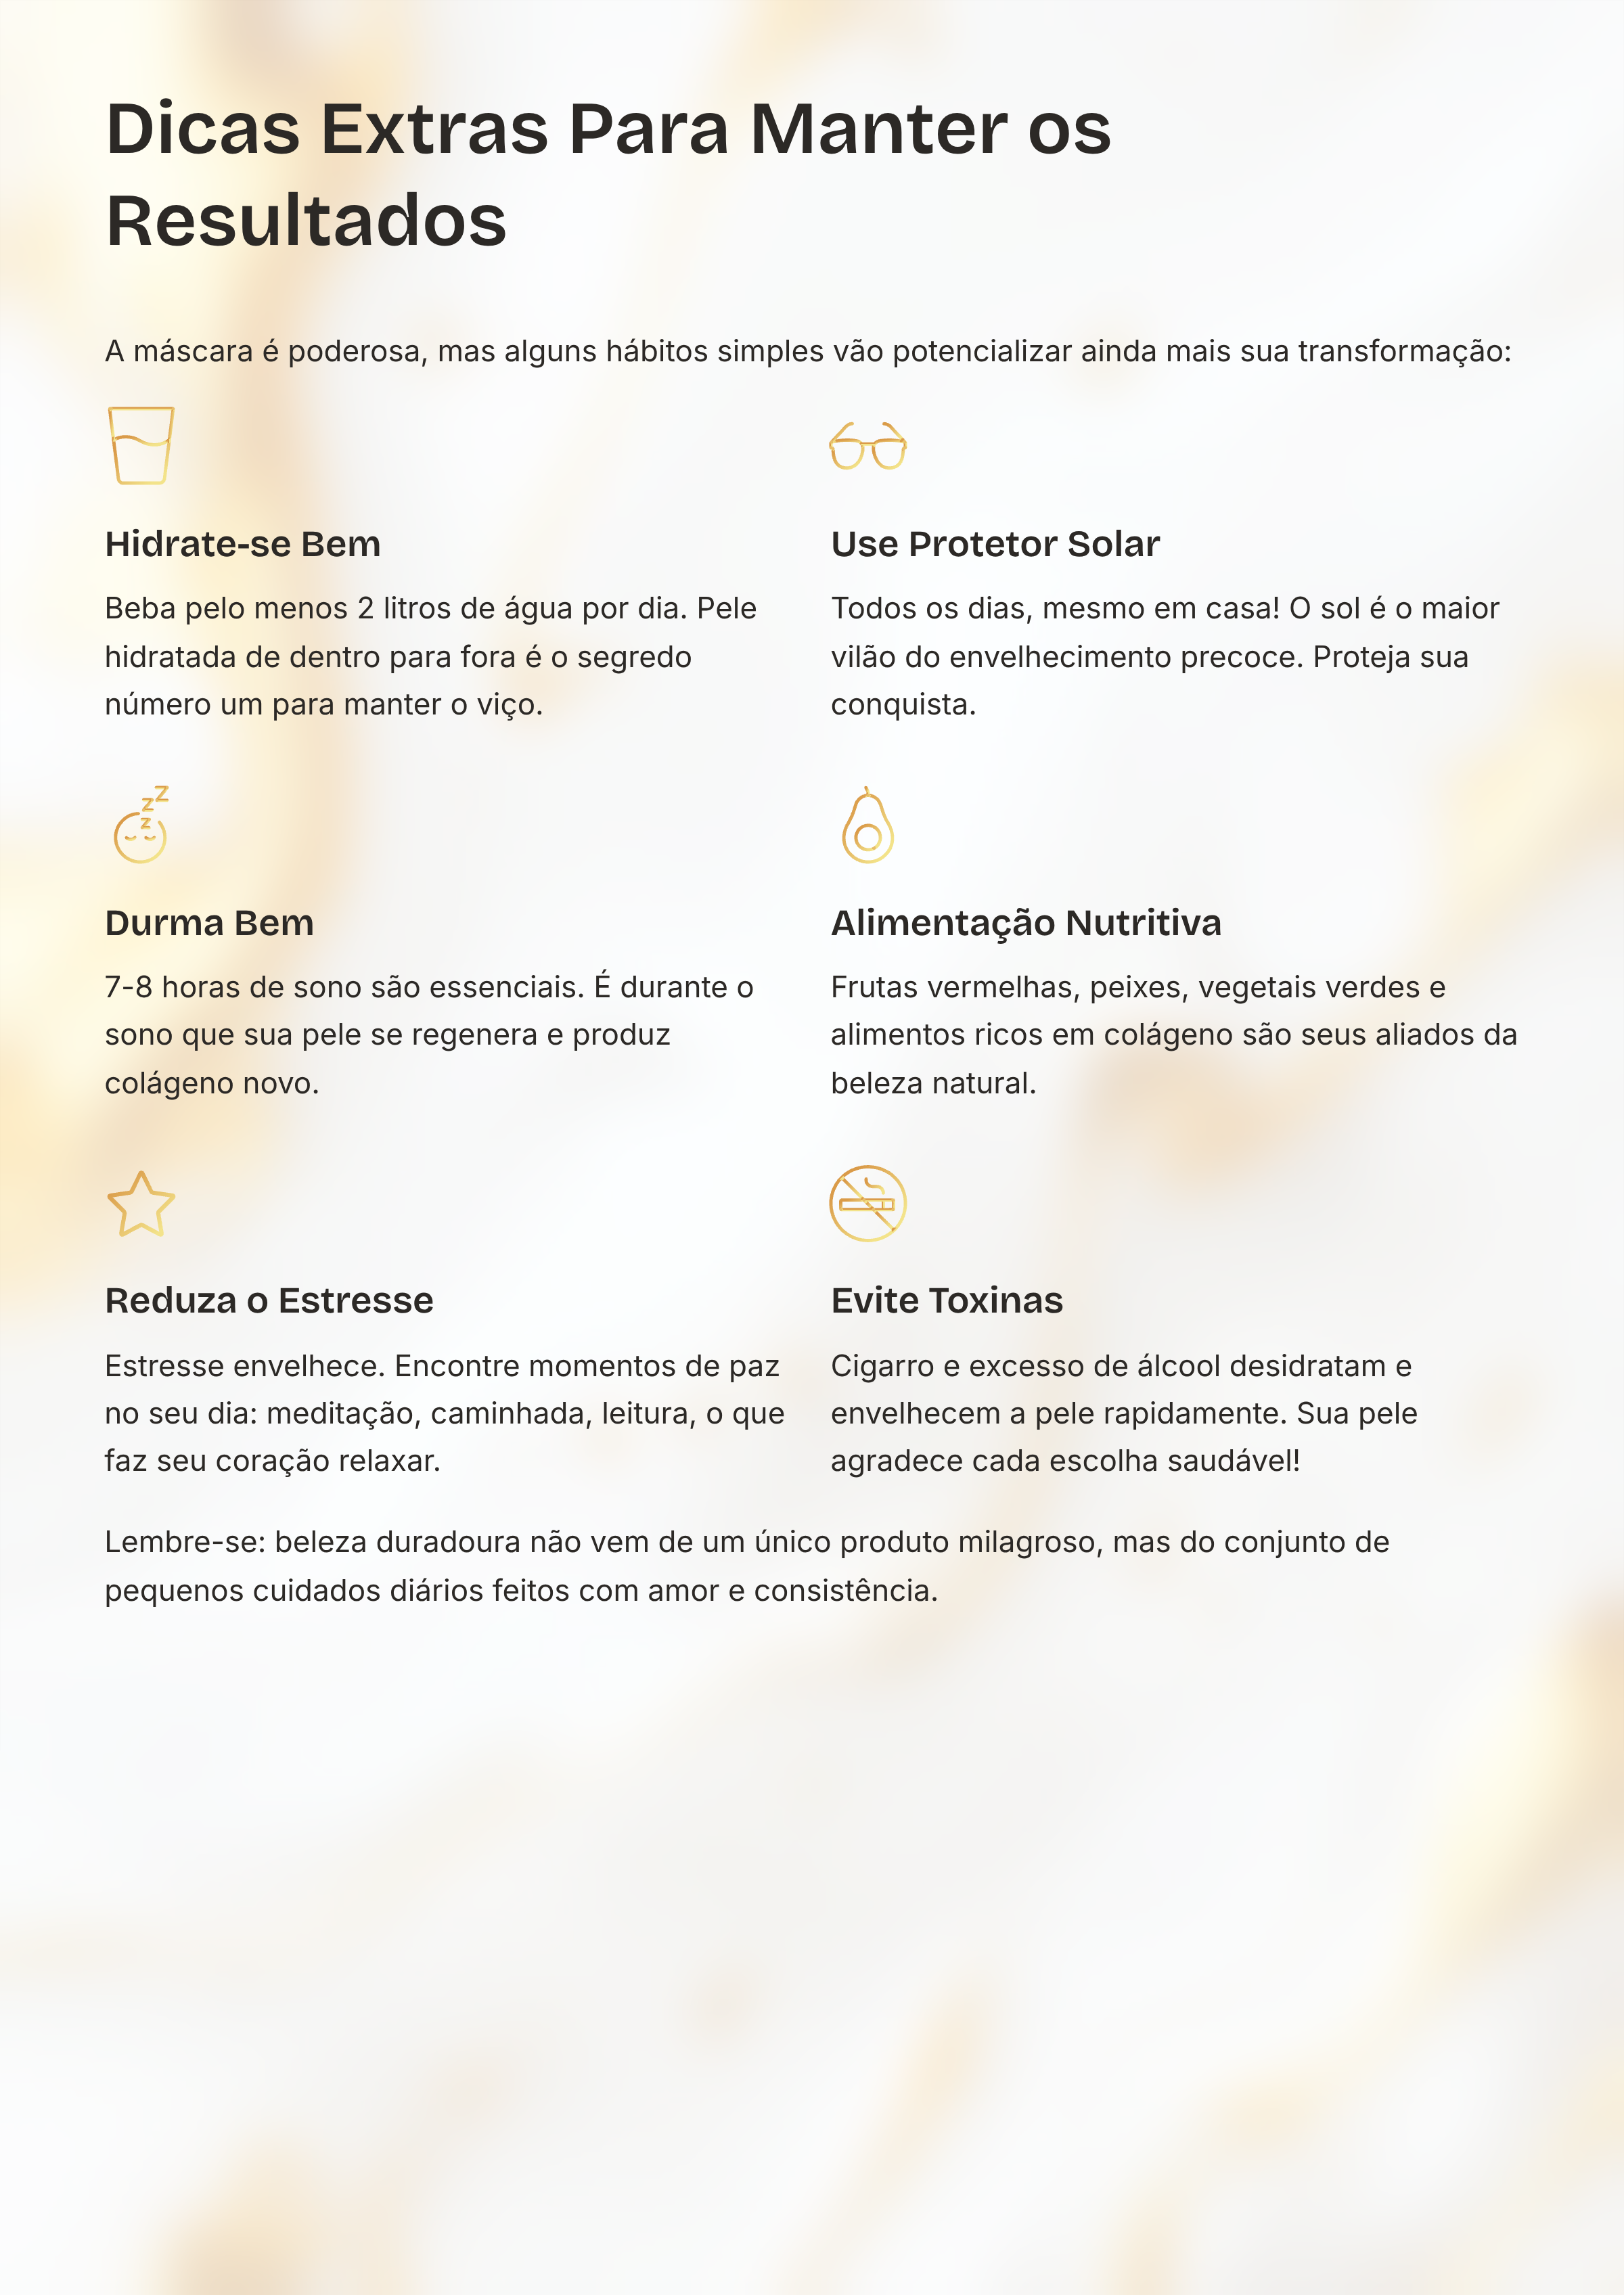 Dicas Extras Para Manter os
Resultados
A máscara é poderosa, mas alguns hábitos simples vão potencializar ainda mais sua transformação:
Hidrate-se Bem
Beba pelo menos 2 litros de água por dia. Pele
hidratada de dentro para fora é o segredo
número um para manter o viço.
Use Protetor Solar
Todos os dias, mesmo em casa! O sol é o maior
vilão do envelhecimento precoce. Proteja sua
conquista.
Durma Bem
7-8 horas de sono são essenciais. É durante o
sono que sua pele se regenera e produz
colágeno novo.
Alimentação Nutritiva
Frutas vermelhas, peixes, vegetais verdes e
alimentos ricos em colágeno são seus aliados da
beleza natural.
Reduza o Estresse
Estresse envelhece. Encontre momentos de paz
no seu dia: meditação, caminhada, leitura, o que
faz seu coração relaxar.
Evite Toxinas
Cigarro e excesso de álcool desidratam e
envelhecem a pele rapidamente. Sua pele
agradece cada escolha saudável!
Lembre-se: beleza duradoura não vem de um único produto milagroso, mas do conjunto de
pequenos cuidados diários feitos com amor e consistência.